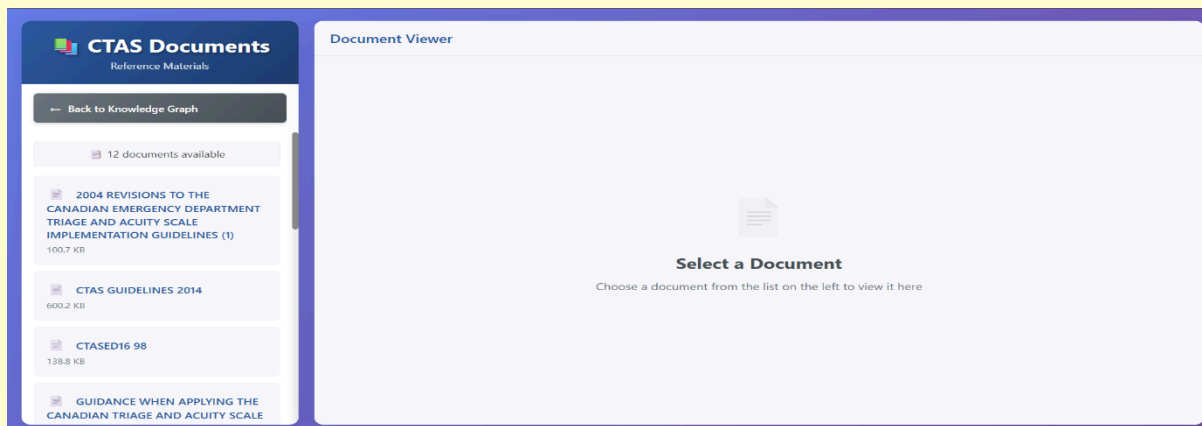 CTAS Documents
Reference Materials
← Back to Knowledge Graph
12 documents available
2004 REVISIONS TO THE
CANADIAN EMERGENCY DEPARTMENT
TRIAGE AND ACUITY SCALE
IMPLEMENTATION GUIDELINES (1)
100.7 KB
CTAS GUIDELINES 2014
600.2 KB
CTASED16 98
138.8 KB
GUIDANCE WHEN APPLYING THE
CANADIAN TRIAGE AND ACUITY SCALE
Document Viewer
Select a Document
Choose a document from the list on the left to view it here